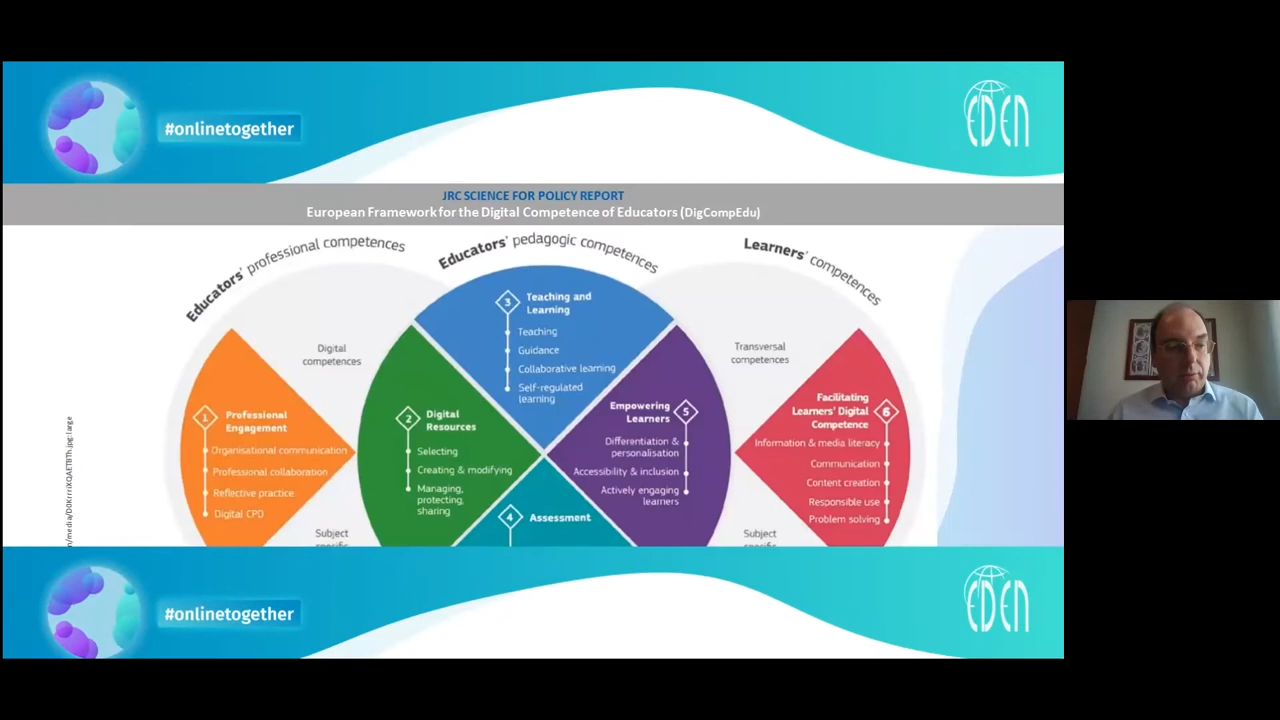 #onlinetogether
EDEN
JRC SCIENCE FOR POLICY REPORT
European Framework for the Digital Competence of Educators (DigCompEdu)
Educators' professional competences
Educators' pedagogic competences
Learners' competences
Digital
competences
Transversal
competences
1
Professional
Engagement
Organisational communication
Professional collaboration
Reflective practice
Digital CPD
2
Digital
Resources
Selecting
Creating & modifying
Managing,
protecting,
sharing
3
Teaching and
Learning
Teaching
Guidance
Collaborative learning
Self-regulated
learning
4
Assessment
Empowering
Learners
5
Differentiation &
personalisation
Accessibility & inclusion
Actively engaging
learners
Facilitating
Learners' Digital
Competence
6
Information & media literacy
Communication
Content creation
Responsible use
Problem solving
Subject
specific
Subject
specific
#onlinetogether
EDEN